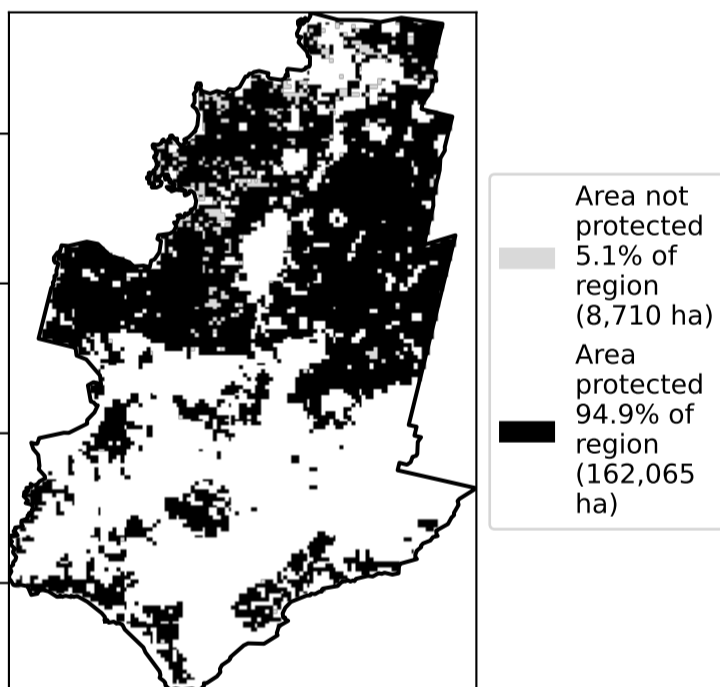 Area not
protected
5.1% of
region
(8,710 ha)
Area
protected
94.9% of
region
(162,065
ha)